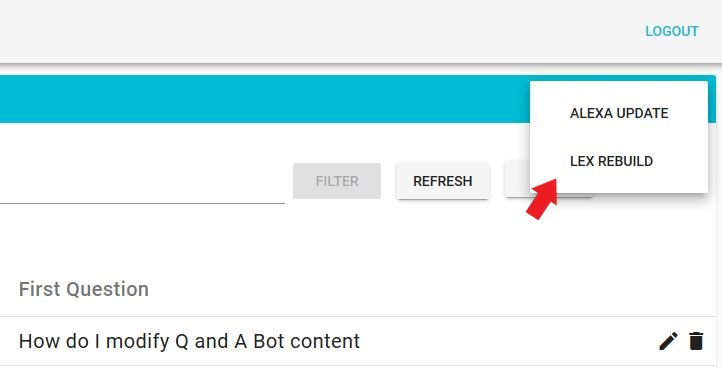 LOGOUT
ALEXA UPDATE
LEX REBUILD
FILTER
REFRESH
First Question
How do I modify Q and A Bot content